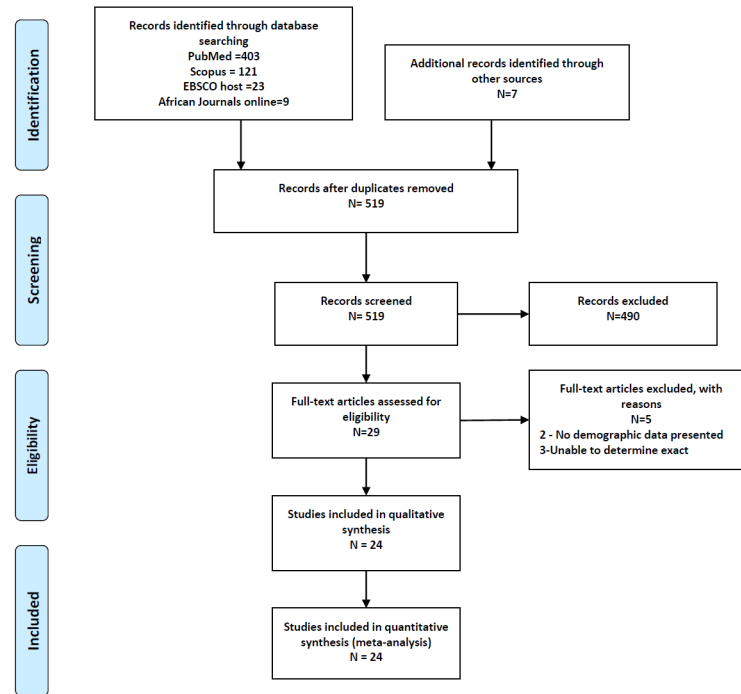 Identification
Records identified through database
searching
PubMed =403
Scopus = 121
EBSCO host =23
African Journals online=9
Additional records identified through
other sources
N=7
Records after duplicates removed
N= 519
Screening
Records screened
N= 519
Records excluded
N=490
Eligibility
Full-text articles assessed for
eligibility
N=29
Full-text articles excluded, with
reasons
N=5
2 - No demographic data presented
3-Unable to determine exact
Studies included in qualitative
synthesis
N = 24
Included
Studies included in quantitative
synthesis (meta-analysis)
N = 24